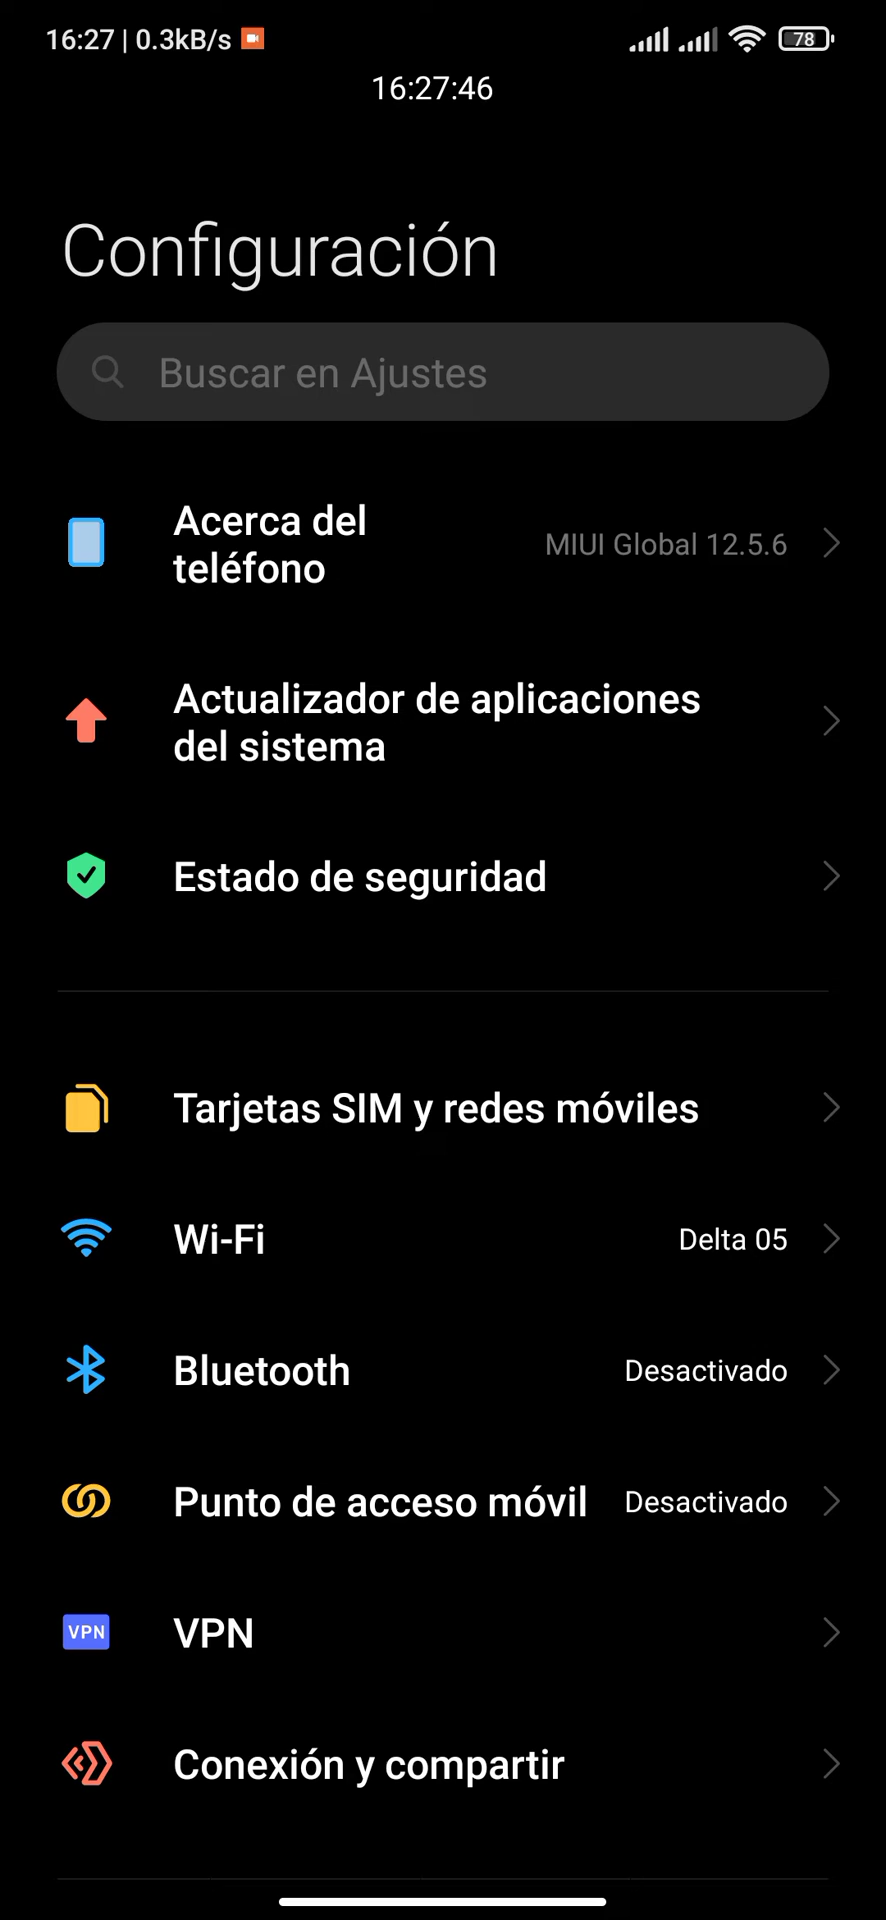 16:27 | 0.3kB/s 78
16:27:46
Configuración
Buscar en Ajustes
Acerca del
teléfono
MIUI Global 12.5.6
Actualizador de aplicaciones
del sistema
Estado de seguridad
Tarjetas SIM y redes móviles
Wi-Fi Delta 05
Bluetooth Desactivado
Punto de acceso móvil Desactivado
VPN VPN
Conexión y compartir